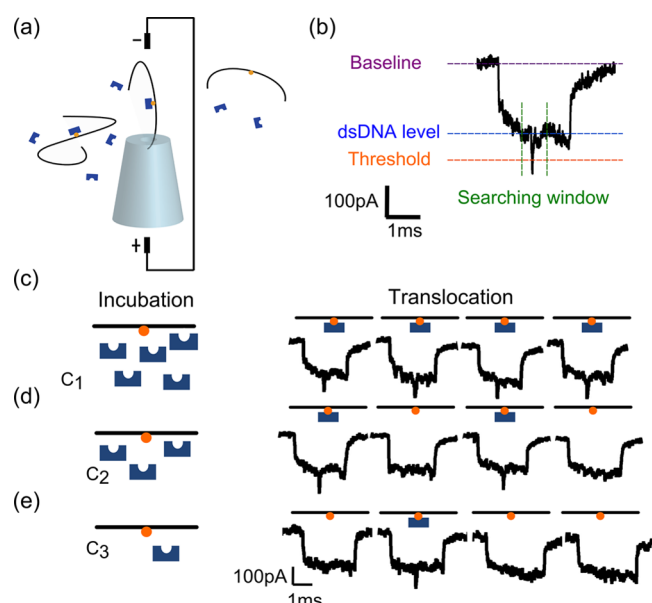 (a)
−
+
(b)
Baseline
dsDNA level
Threshold
Searching window
100pA
1ms
(c)
Incubation
Translocation
C1
(d)
C2
(e)
C3
100pA
1ms